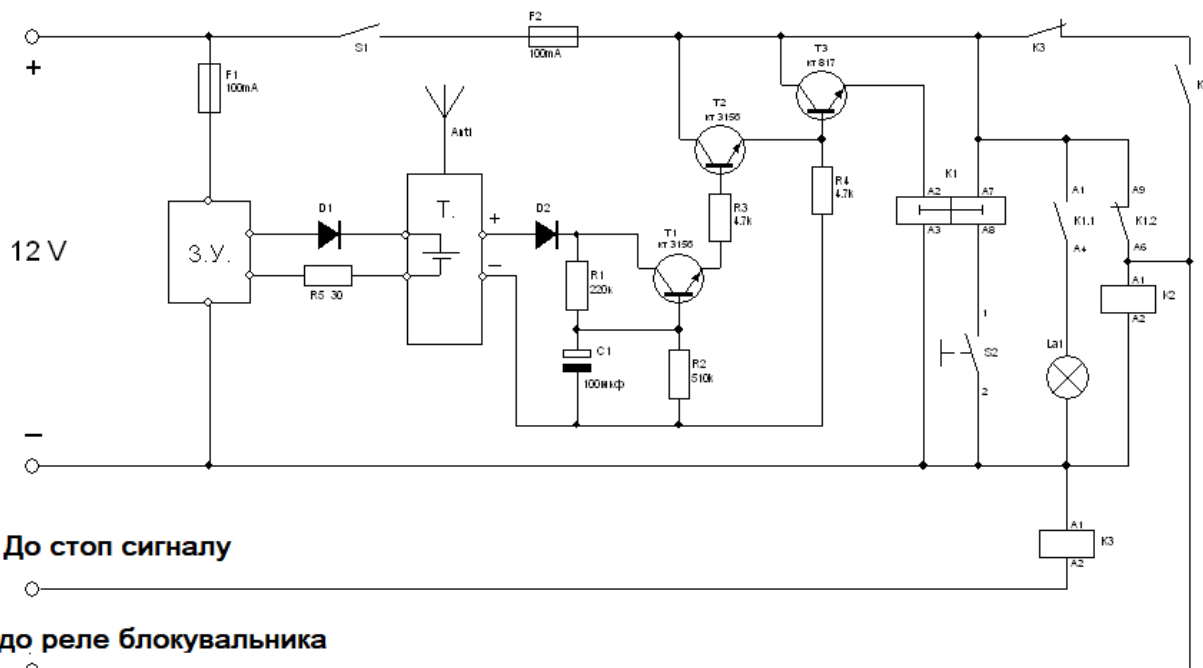 F2
100mA
S1
+
F1
100mA
T3
кт 817
K3
K
T2
кт 3156
Anti
12 V
З.У.
D1
R5 30
Т.
+
−
D2
R1
220k
T1
кт 3156
R3
4.7k
R4
4.7k
K1
A2
A7
A3
A8
A1
K1.1
A4
A9
K1.2
A6
A1
K2
A2
C1
100мкф
R2
510k
1
S2
2
La1
−
До стоп сигналу
A1
K3
A2
до реле блокувальника